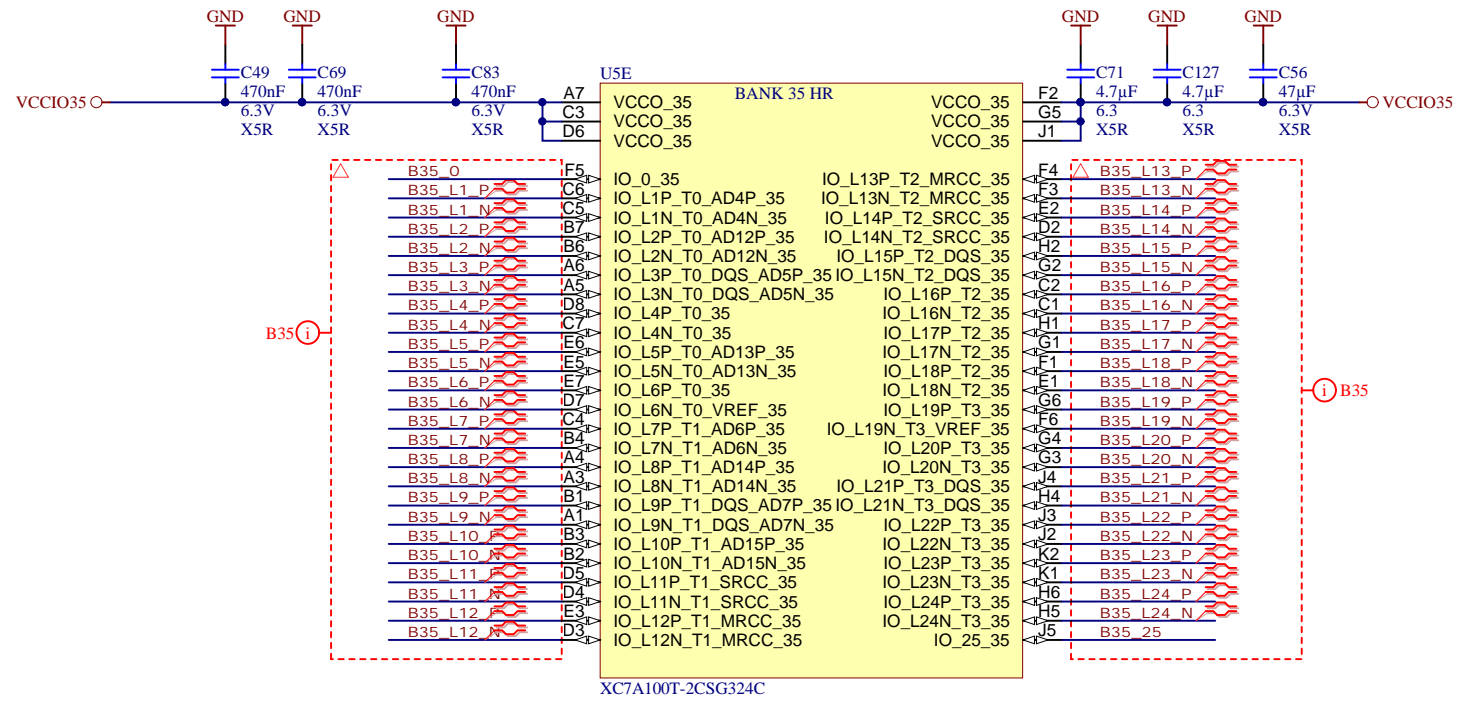 GND GND GND GND GND GND
C49 C69 C83 C71 C127 C56
470nF 470nF 470nF 4.7µF 4.7µF 47µF
6.3V 6.3V 6.3V 6.3 6.3 6.3V
X5R X5R X5R X5R X5R X5R
VCCIO35 VCCIO35
U5E
BANK 35 HR
A7 VCCO_35 VCCO_35 F2
C3 VCCO_35 VCCO_35 G5
D6 VCCO_35 VCCO_35 J1
B35_0 F5 IO_0_35 IO_L13P_T2_MRCC_35 F4 B35_L13_P
B35_L1_P C6 IO_L1P_T0_AD4P_35 IO_L13N_T2_MRCC_35 F3 B35_L13_N
B35_L1_N C5 IO_L1N_T0_AD4N_35 IO_L14P_T2_SRCC_35 E2 B35_L14_P
B35_L2_P B7 IO_L2P_T0_AD12P_35 IO_L14N_T2_SRCC_35 D2 B35_L14_N
B35_L2_N B6 IO_L2N_T0_AD12N_35 IO_L15P_T2_DQS_35 H2 B35_L15_P
B35_L3_P A6 IO_L3P_T0_DQS_AD5P_35 IO_L15N_T2_DQS_35 G2 B35_L15_N
B35_L3_N A5 IO_L3N_T0_DQS_AD5N_35 IO_L16P_T2_35 C2 B35_L16_P
B35_L4_P D8 IO_L4P_T0_35 IO_L16N_T2_35 C1 B35_L16_N
B35_L4_N C7 IO_L4N_T0_35 IO_L17P_T2_35 H1 B35_L17_P
B35_L5_P E6 IO_L5P_T0_AD13P_35 IO_L17N_T2_35 G1 B35_L17_N
B35_L5_N E5 IO_L5N_T0_AD13N_35 IO_L18P_T2_35 F1 B35_L18_P
B35_L6_P E7 IO_L6P_T0_35 IO_L18N_T2_35 E1 B35_L18_N
B35_L6_N D7 IO_L6N_T0_VREF_35 IO_L19P_T3_35 G6 B35_L19_P
B35_L7_P C4 IO_L7P_T1_AD6P_35 IO_L19N_T3_VREF_35 F6 B35_L19_N
B35_L7_N B4 IO_L7N_T1_AD6N_35 IO_L20P_T3_35 G4 B35_L20_P
B35_L8_P A4 IO_L8P_T1_AD14P_35 IO_L20N_T3_35 G3 B35_L20_N
B35_L8_N A3 IO_L8N_T1_AD14N_35 IO_L21P_T3_DQS_35 J4 B35_L21_P
B35_L9_P B1 IO_L9P_T1_DQS_AD7P_35 IO_L21N_T3_DQS_35 H4 B35_L21_N
B35_L9_N A1 IO_L9N_T1_DQS_AD7N_35 IO_L22P_T3_35 J3 B35_L22_P
B35_L10_P B3 IO_L10P_T1_AD15P_35 IO_L22N_T3_35 J2 B35_L22_N
B35_L10_N B2 IO_L10N_T1_AD15N_35 IO_L23P_T3_35 K2 B35_L23_P
B35_L11_P D5 IO_L11P_T1_SRCC_35 IO_L23N_T3_35 K1 B35_L23_N
B35_L11_N D4 IO_L11N_T1_SRCC_35 IO_L24P_T3_35 H6 B35_L24_P
B35_L12_P E3 IO_L12P_T1_MRCC_35 IO_L24N_T3_35 H5 B35_L24_N
B35_L12_N D3 IO_L12N_T1_MRCC_35 IO_25_35 J5 B35_25
B35 i
i B35
XC7A100T-2CSG324C